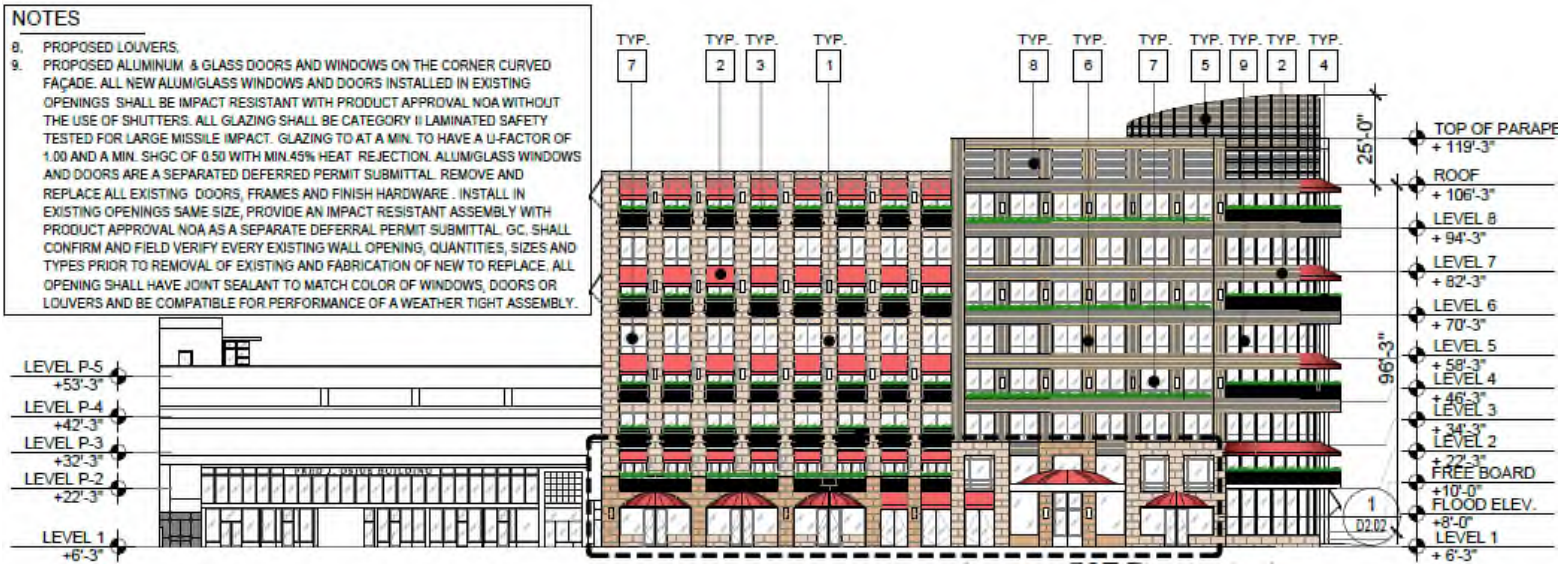 NOTES
8. PROPOSED LOUVERS.
9. PROPOSED ALUMINUM & GLASS DOORS AND WINDOWS ON THE CORNER CURVED
FAÇADE. ALL NEW ALUM/GLASS WINDOWS AND DOORS INSTALLED IN EXISTING
OPENINGS SHALL BE IMPACT RESISTANT WITH PRODUCT APPROVAL NOA WITHOUT
THE USE OF SHUTTERS. ALL GLAZING SHALL BE CATEGORY II LAMINATED SAFETY
TESTED FOR LARGE MISSILE IMPACT. GLAZING TO AT A MIN. TO HAVE A U-FACTOR OF
1.00 AND A MIN. SHGC OF 0.50 WITH MIN.45% HEAT REJECTION. ALUM/GLASS WINDOWS
AND DOORS ARE A SEPARATED DEFERRED PERMIT SUBMITTAL. REMOVE AND
REPLACE ALL EXISTING DOORS, FRAMES AND FINISH HARDWARE . INSTALL IN
EXISTING OPENINGS SAME SIZE, PROVIDE AN IMPACT RESISTANT ASSEMBLY WITH
PRODUCT APPROVAL NOA AS A SEPARATE DEFERRAL PERMIT SUBMITTAL. GC. SHALL
CONFIRM AND FIELD VERIFY EVERY EXISTING WALL OPENING, QUANTITIES, SIZES AND
TYPES PRIOR TO REMOVAL OF EXISTING AND FABRICATION OF NEW TO REPLACE. ALL
OPENING SHALL HAVE JOINT SEALANT TO MATCH COLOR OF WINDOWS, DOORS OR
LOUVERS AND BE COMPATIBLE FOR PERFORMANCE OF A WEATHER TIGHT ASSEMBLY.
TYP. TYP. TYP. TYP. TYP. TYP. TYP. TYP. TYP. TYP. TYP.
7 2 3 1 8 6 7 5 9 2 4
25'-0"
96'-3"
TOP OF PARAPE
+ 119'-3"
ROOF
+ 106'-3"
LEVEL 8
+ 94'-3"
LEVEL 7
+ 82'-3"
LEVEL 6
+ 70'-3"
LEVEL 5
+ 58'-3"
LEVEL 4
+ 46'-3"
LEVEL 3
+ 34'-3"
LEVEL 2
+ 22'-3"
FREE BOARD
+10'-0"
FLOOD ELEV.
+8'-0"
LEVEL 1
+ 6'-3"
1
D2.02
LEVEL P-5
+53'-3"
LEVEL P-4
+42'-3"
LEVEL P-3
+32'-3"
LEVEL P-2
+22'-3"
LEVEL 1
+6'-3"
BUILDING